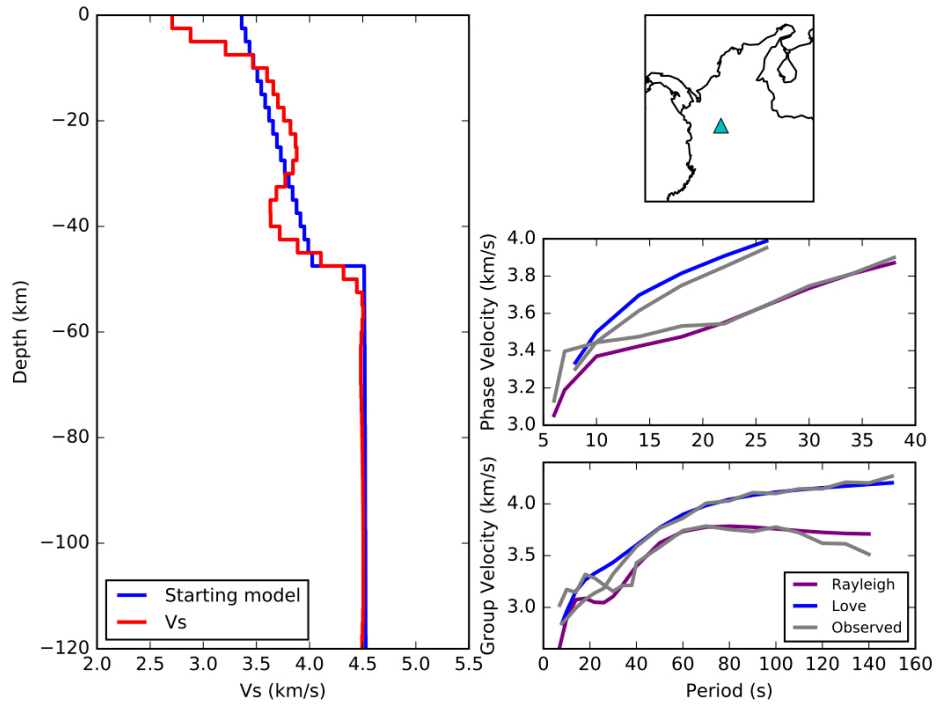 0
−20
−40
−60
−80
−100
−120
Depth (km)
2.0 2.5 3.0 3.5 4.0 4.5 5.0 5.5
Vs (km/s)
Starting model
Vs
4.0
3.8
3.6
3.4
3.2
3.0
Phase Velocity (km/s)
5 10 15 20 25 30 35 40
4.0
3.5
3.0
Group Velocity (km/s)
0 20 40 60 80 100 120 140 160
Period (s)
Rayleigh
Love
Observed